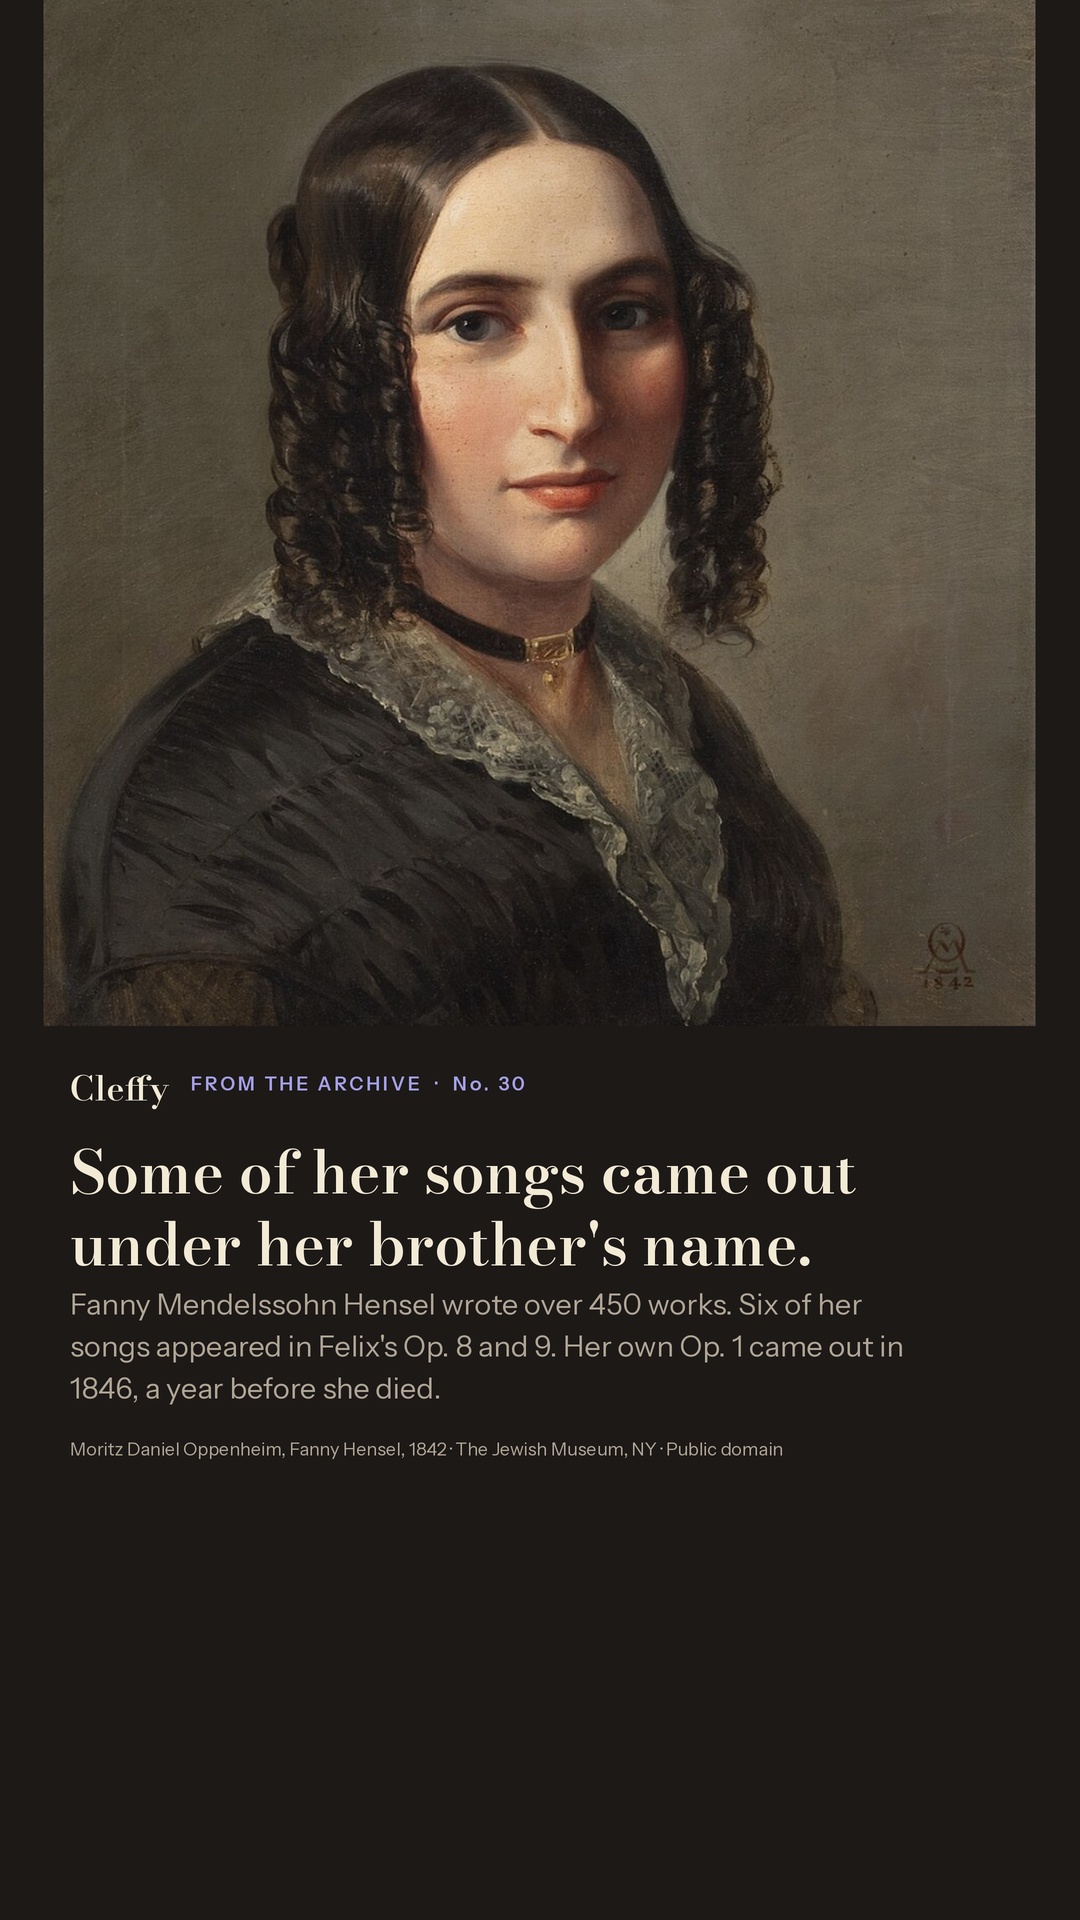 1842
Cleffy FROM THE ARCHIVE · No. 30
Some of her songs came out
under her brother's name.
Fanny Mendelssohn Hensel wrote over 450 works. Six of her
songs appeared in Felix's Op. 8 and 9. Her own Op. 1 came out in
1846, a year before she died.
Moritz Daniel Oppenheim, Fanny Hensel, 1842 · The Jewish Museum, NY · Public domain